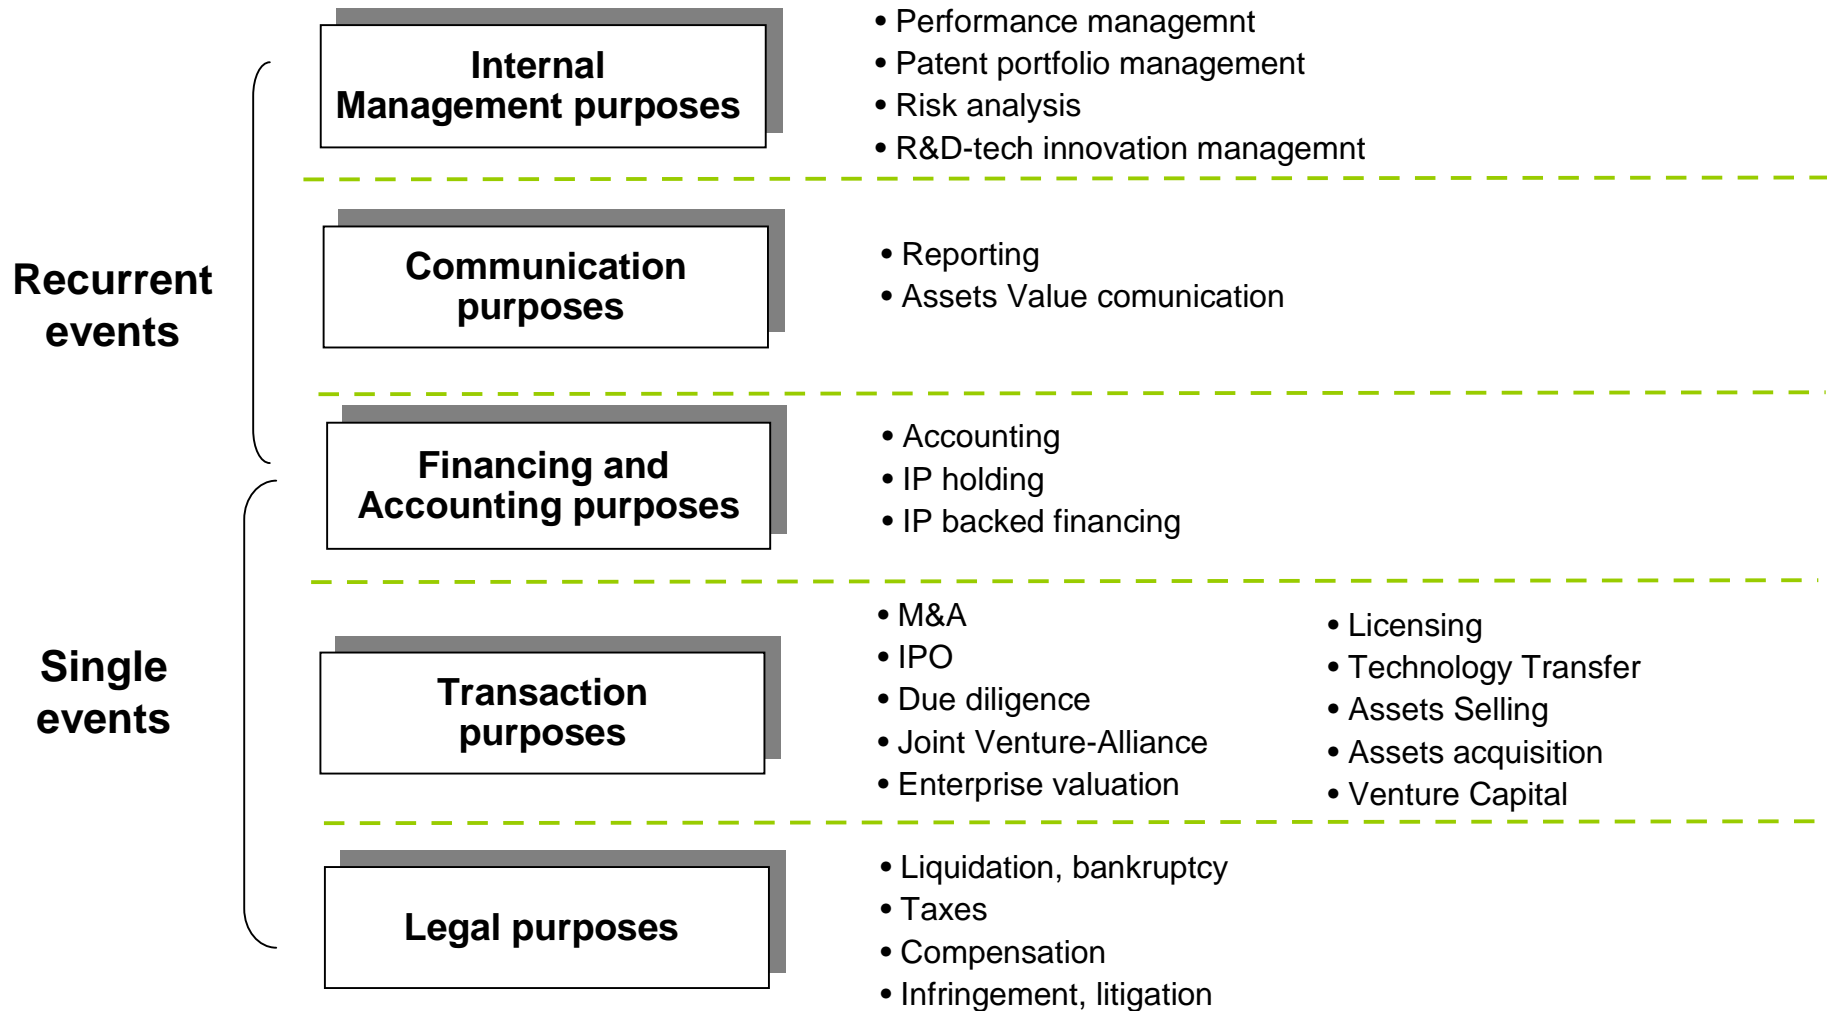 Recurrent
events
Internal
Management purposes
• Performance managemnt
• Patent portfolio management
• Risk analysis
• R&D-tech innovation managemnt
Communication
purposes
• Reporting
• Assets Value comunication
Financing and
Accounting purposes
• Accounting
• IP holding
• IP backed financing
Single
events
Transaction
purposes
• M&A
• IPO
• Due diligence
• Joint Venture-Alliance
• Enterprise valuation
• Licensing
• Technology Transfer
• Assets Selling
• Assets acquisition
• Venture Capital
Legal purposes
• Liquidation, bankruptcy
• Taxes
• Compensation
• Infringement, litigation